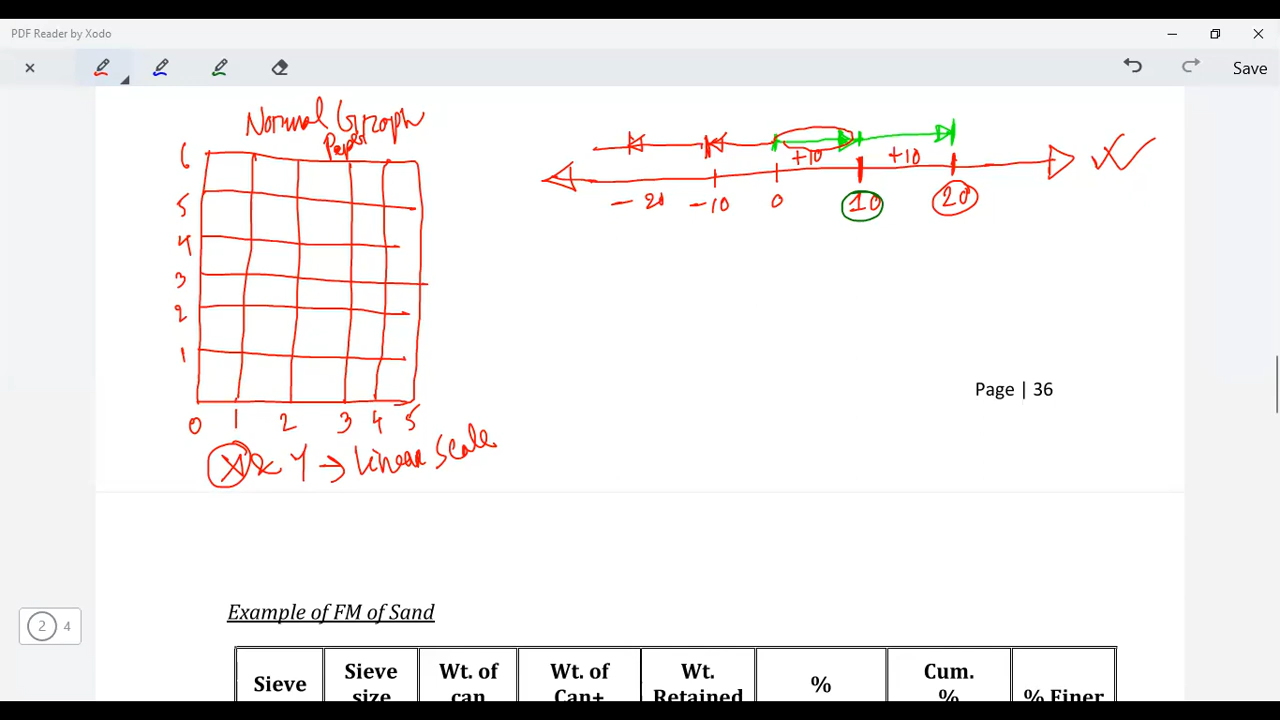 PDF Reader by Xodo
Save
Normal Graph
Paper
6
5
4
3
2
1
0 1 2 3 4 5
X & Y → Linear Scale
+10 +10
- 20 - 10 0 10 20
Page | 36
Example of FM of Sand
Sieve
Sieve size
Wt. of can
Wt. of Can+
Wt. Retained
%
Cum. %
% Finer
2 4